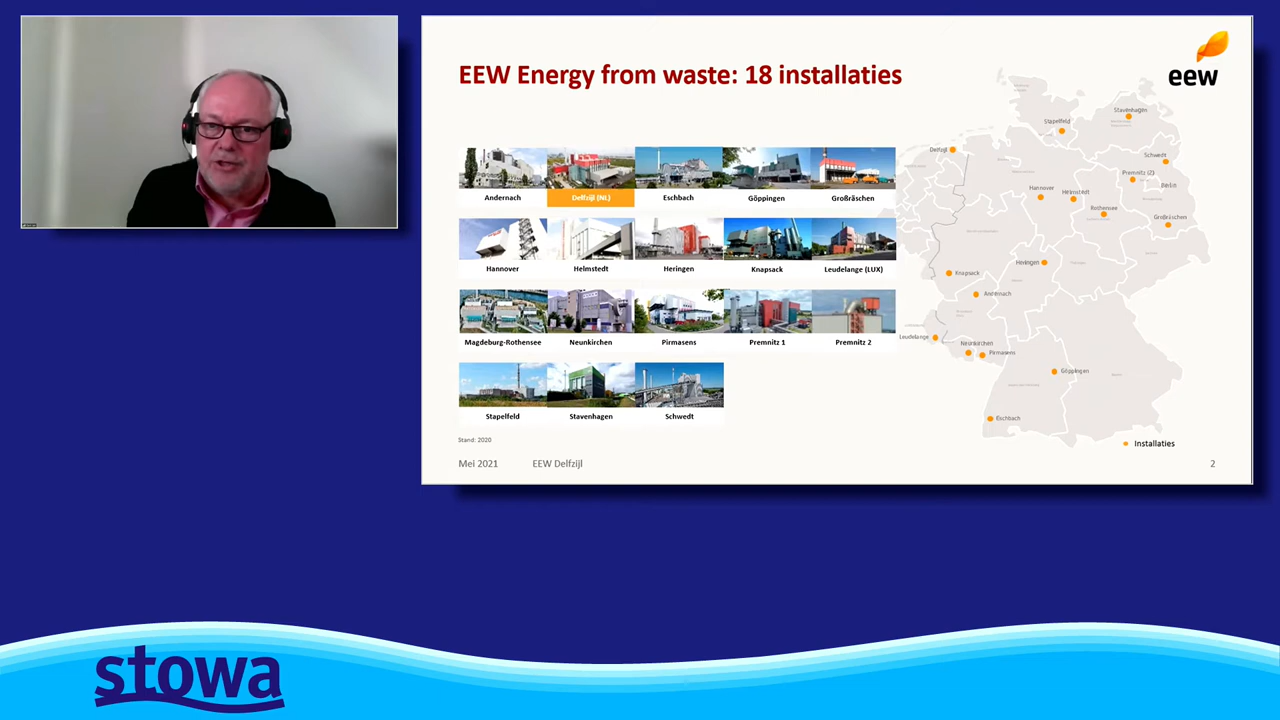 EEW Energy from waste: 18 installaties
eew
Andernach
Delfzijl (NL)
Eschbach
Göppingen
Großräschen
Hannover
Helmstedt
Heringen
Knapsack
Leudelange (LUX)
Magdeburg-Rothensee
Neunkirchen
Pirmasens
Premnitz 1
Premnitz 2
Stapelfeld
Stavenhagen
Schwedt
Stand: 2020
Mei 2021
EEW Delfzijl
2
Stavenhagen
Stapelfeld
Delfzijl
Schwedt
Premnitz (2)
Berlin
Hannover
Helmstedt
Rothensee
Großräschen
Heringen
Knapsack
Andernach
Leudelange
Neunkirchen
Pirmasens
Göppingen
Eschbach
Installaties
stowa